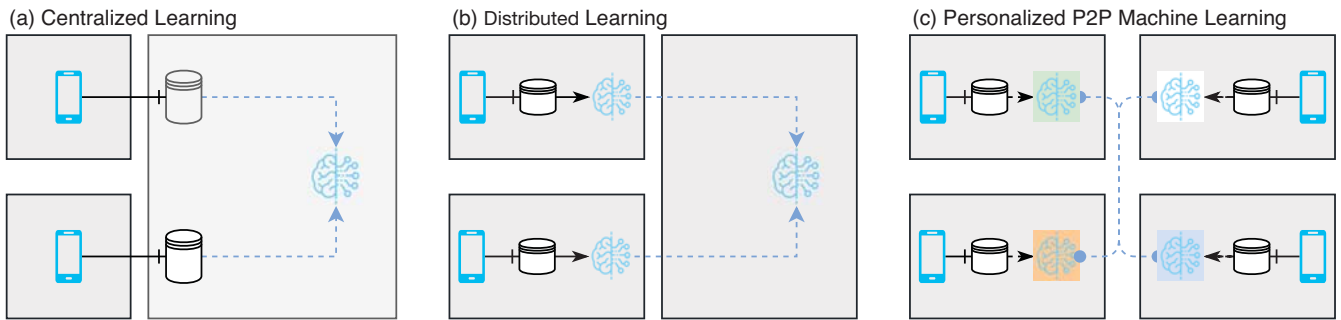 (a) Centralized Learning
(b) Distributed Learning
(c) Personalized P2P Machine Learning